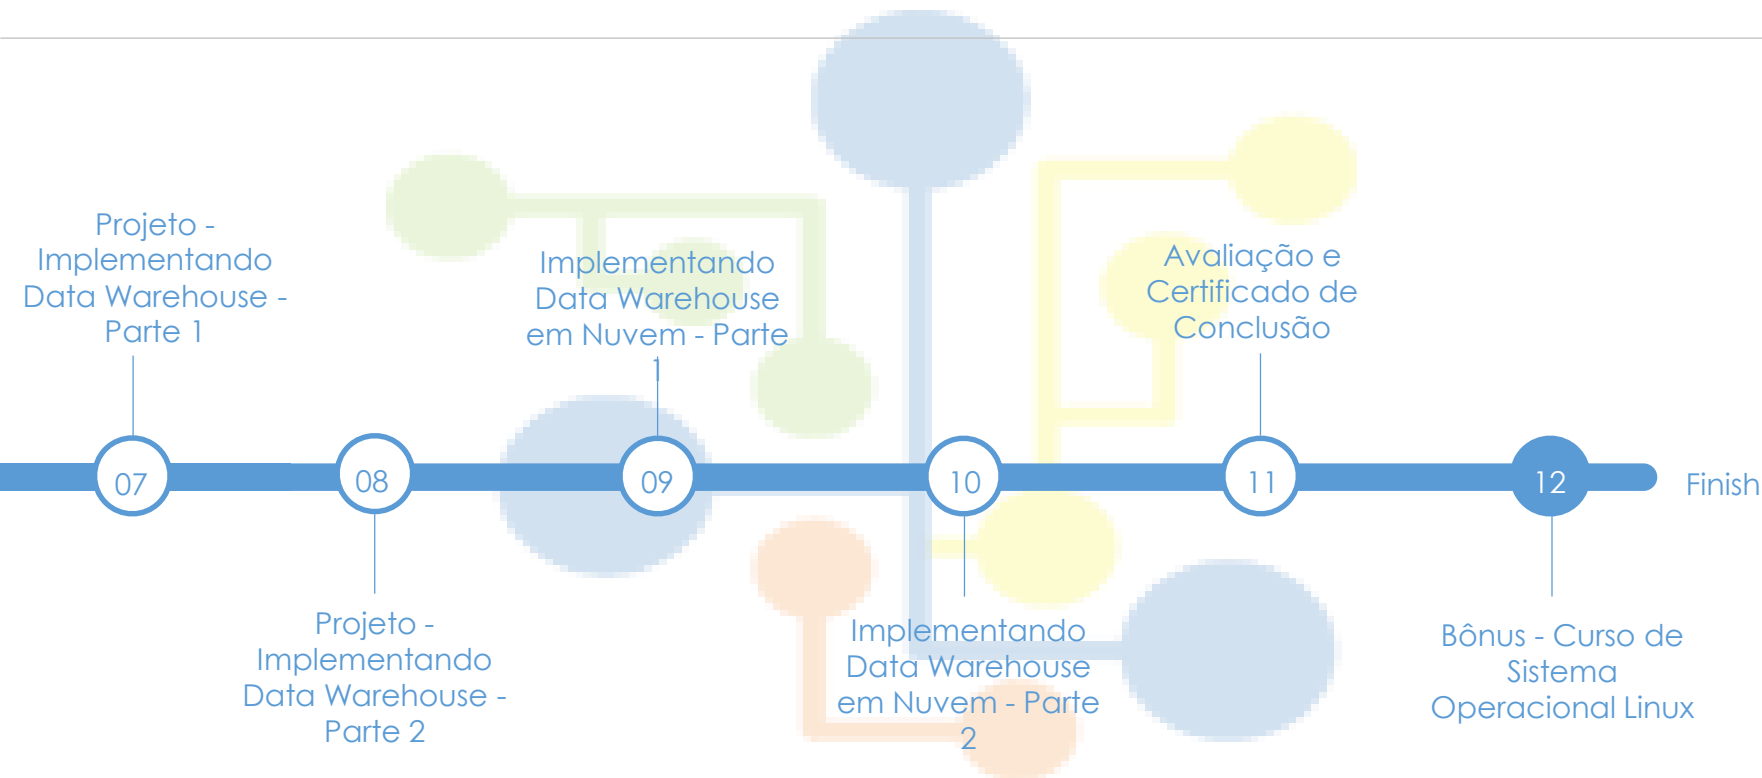 Projeto -
Implementando
Data Warehouse -
Parte 1
Implementando
Data Warehouse
em Nuvem - Parte
1
Avaliação e
Certificado de
Conclusão
07
08
09
10
11
12
Finish
Projeto -
Implementando
Data Warehouse -
Parte 2
Implementando
Data Warehouse
em Nuvem - Parte
2
Bônus - Curso de
Sistema
Operacional Linux